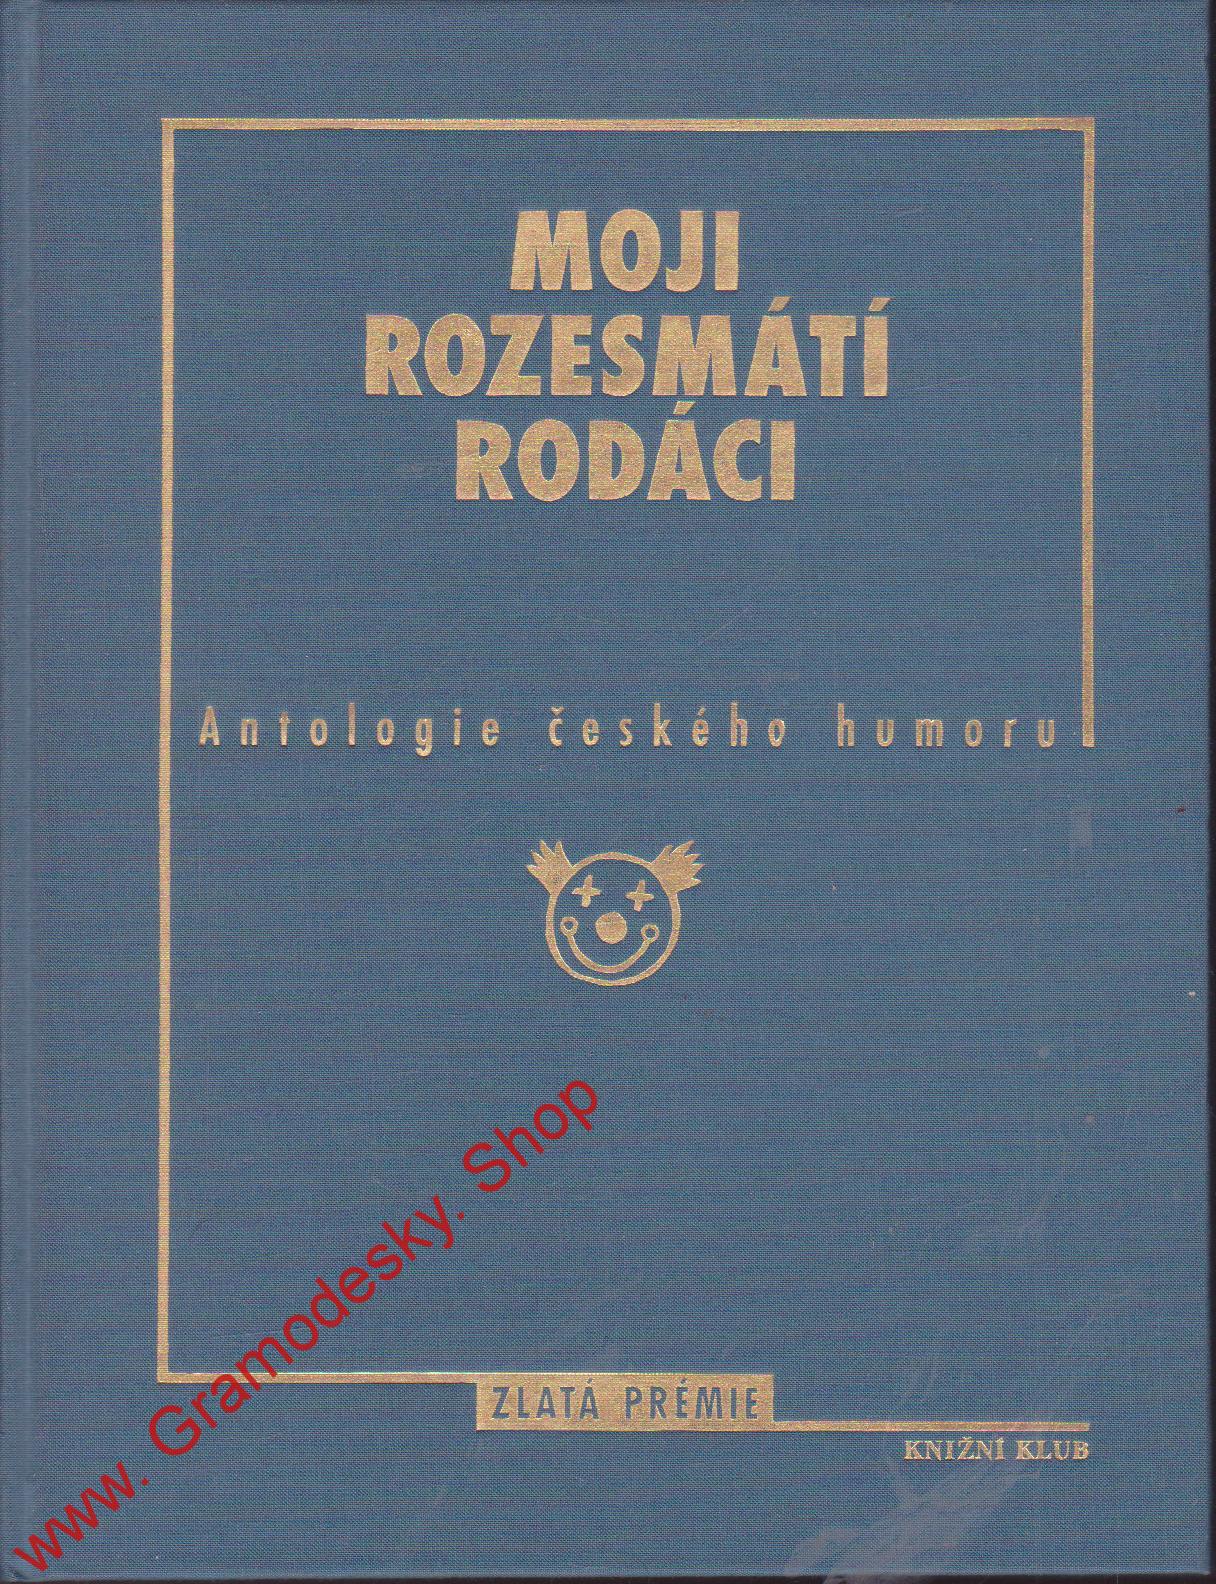 MOJI
ROZESMÁTÍ
RODÁCI
Antologie českého humoru
www. Gramodesky. Shop
ZLATÁ PRÉMIE
KNIŽNÍ KLUB